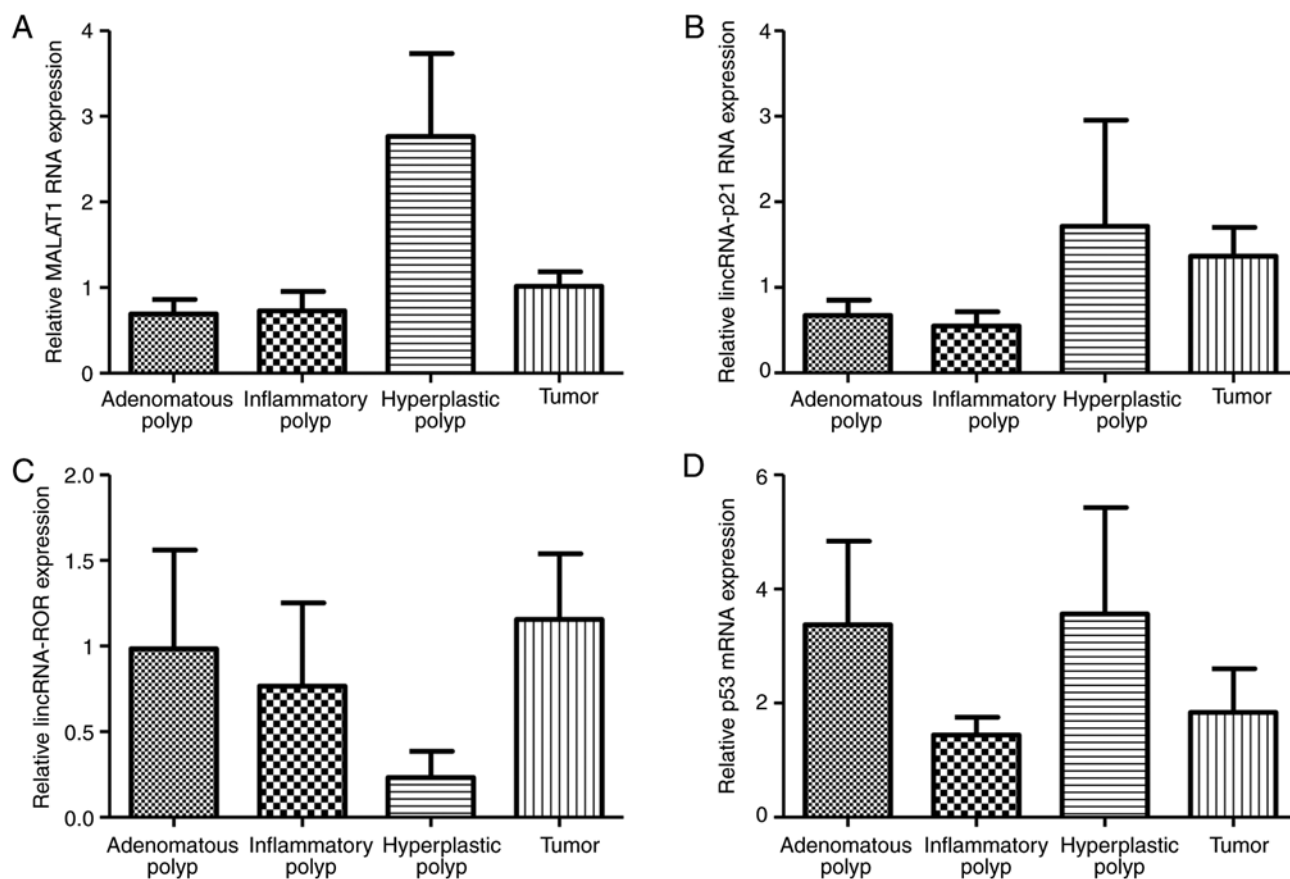 A
Relative MALAT1 RNA expression
4
3
2
1
0
Adenomatous
polyp
Inflammatory
polyp
Hyperplastic
polyp
Tumor
B
Relative lincRNA-p21 RNA expression
4
3
2
1
0
Adenomatous
polyp
Inflammatory
polyp
Hyperplastic
polyp
Tumor
C
Relative lincRNA-ROR expression
2.0
1.5
1
0.5
0.0
Adenomatous
polyp
Inflammatory
polyp
Hyperplastic
polyp
Tumor
D
Relative p53 mRNA expression
6
4
2
0
Adenomatous
polyp
Inflammatory
polyp
Hyperplastic
polyp
Tumor